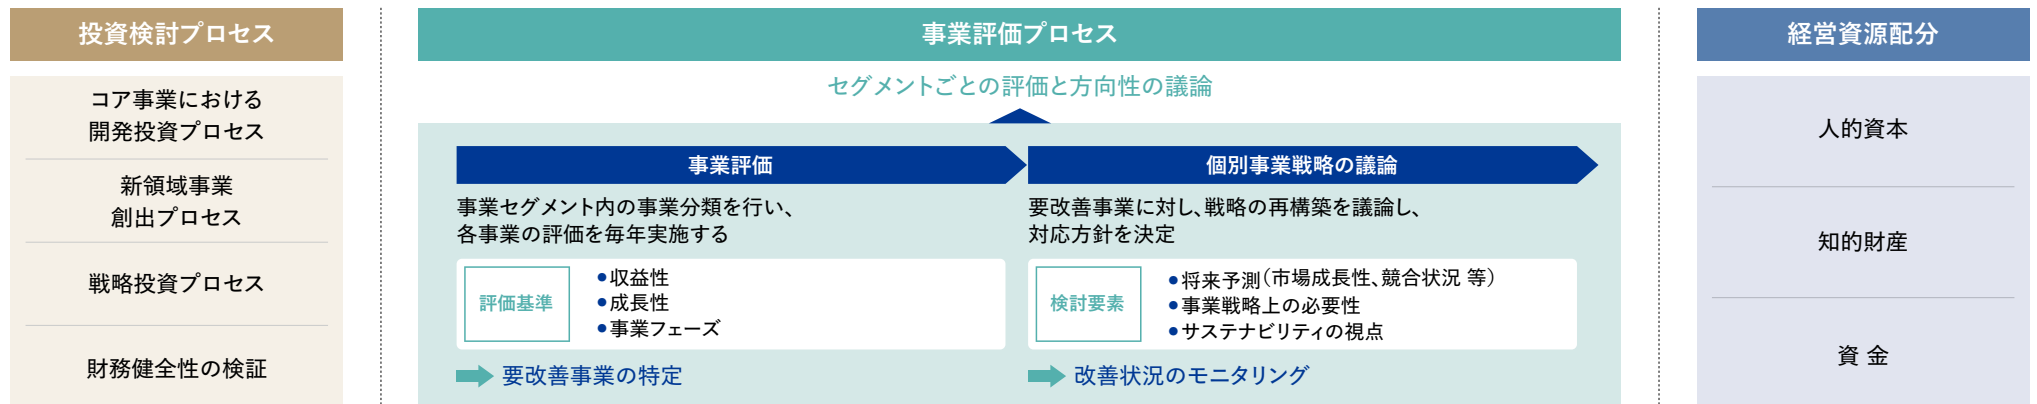 投資検討プロセス
コア事業における
開発投資プロセス
新領域事業
創出プロセス
戦略投資プロセス
財務健全性の検証
事業評価プロセス
セグメントごとの評価と方向性の議論
事業評価
事業セグメント内の事業分類を行い、
各事業の評価を毎年実施する
評価基準
●収益性
●成長性
●事業フェーズ
要改善事業の特定
個別事業戦略の議論
要改善事業に対し、戦略の再構築を議論し、
対応方針を決定
検討要素
●将来予測(市場成長性、競合状況 等)
●事業戦略上の必要性
●サステナビリティの視点
改善状況のモニタリング
経営資源配分
人的資本
知的財産
資 金